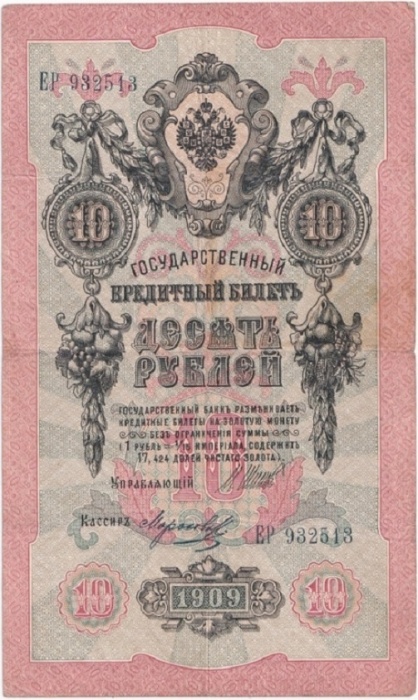 ЕР 932513
10 10
ГОСУДАРСТВЕННЫЙ
КРЕДИТНЫЙ БИЛЕТЪ
ДЕСЯТЬ
РУБЛЕЙ
ГОСУДАРСТВЕННЫЙ БАНКЪ РАЗМѢНИВАЕТЪ
КРЕДИТНЫЕ БИЛЕТЫ НА ЗОЛОТУЮ МОНЕТУ
БЕЗЪ ОГРАНИЧЕНІЯ СУММЫ
(1 РУБЛЬ = 1/15 ИМПЕРІАЛА, СОДЕРЖИТЪ
17,424 ДОЛЕЙ ЧИСТАГО ЗОЛОТА).
10
УПРАВЛЯЮЩІЙ
КАССИРЪ
ЕР 932513
10 1909 10